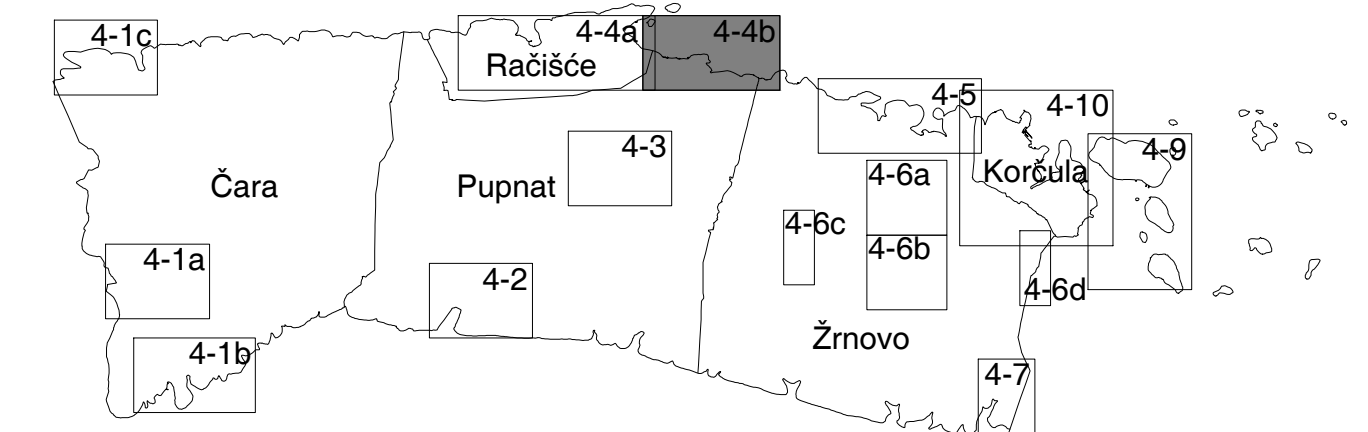 4-1c
4-4a
4-4b
Račišće
4-5
4-10
4-3
4-9
Čara
Pupnat
4-6a
Korčula
4-6c
4-6b
4-1a
4-2
4-6d
Žrnovo
4-1b
4-7